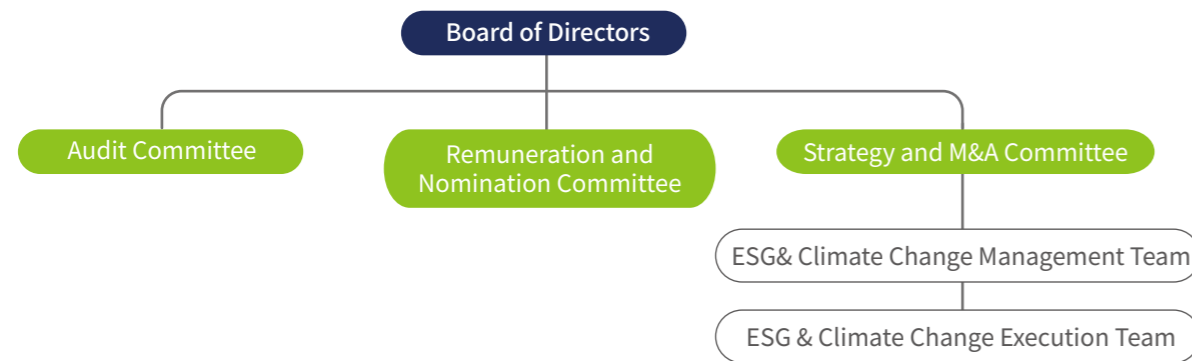 Board of Directors
Audit Committee
Remuneration and
Nomination Committee
Strategy and M&A Committee
ESG& Climate Change Management Team
ESG & Climate Change Execution Team